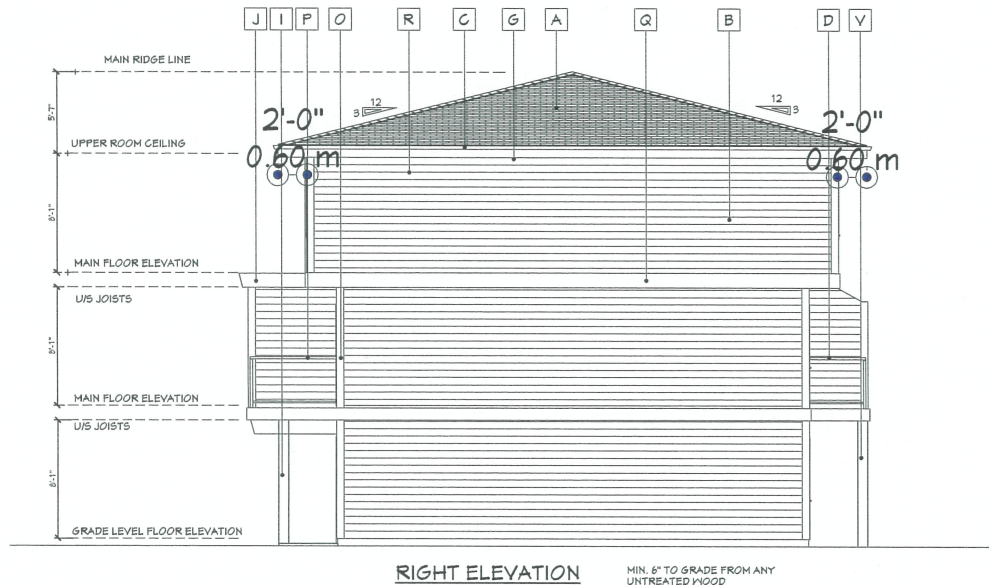 J I P O R C G A Q B D V
MAIN RIDGE LINE
12
3
12
3
5'-7"
2'-0"
2'-0"
UPPER ROOM CEILING
0.60 m
0.60 m
8'-1"
MAIN FLOOR ELEVATION
U/S JOISTS
8'-1"
MAIN FLOOR ELEVATION
U/S JOISTS
8'-1"
GRADE LEVEL FLOOR ELEVATION
RIGHT ELEVATION
MIN. 6" TO GRADE FROM ANY
UNTREATED WOOD